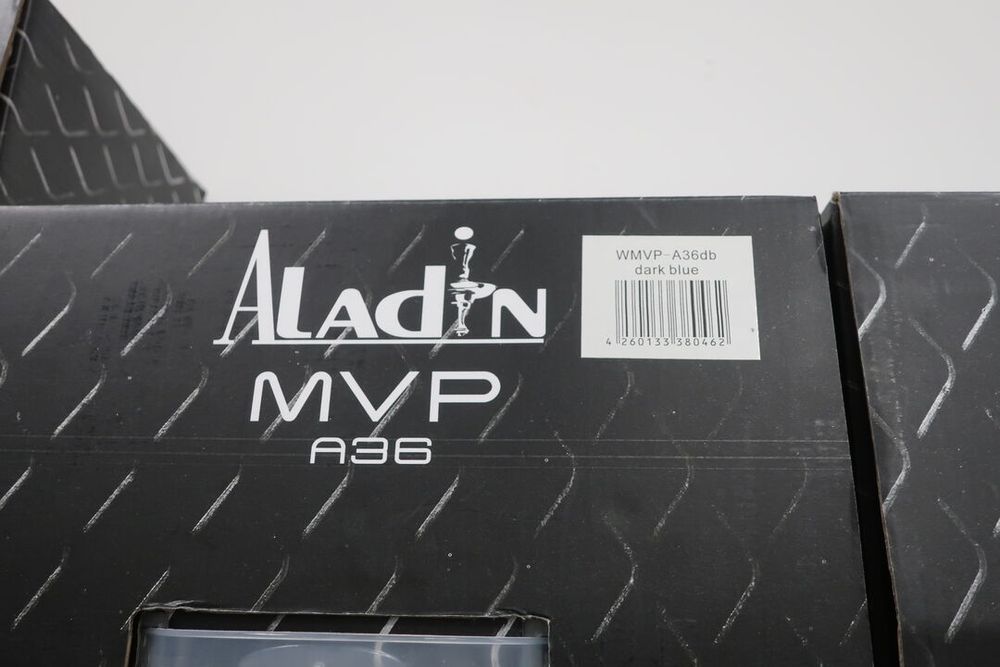 ALadiN
MVP
A36
WMVP-A36db
dark blue
4 260133 380462